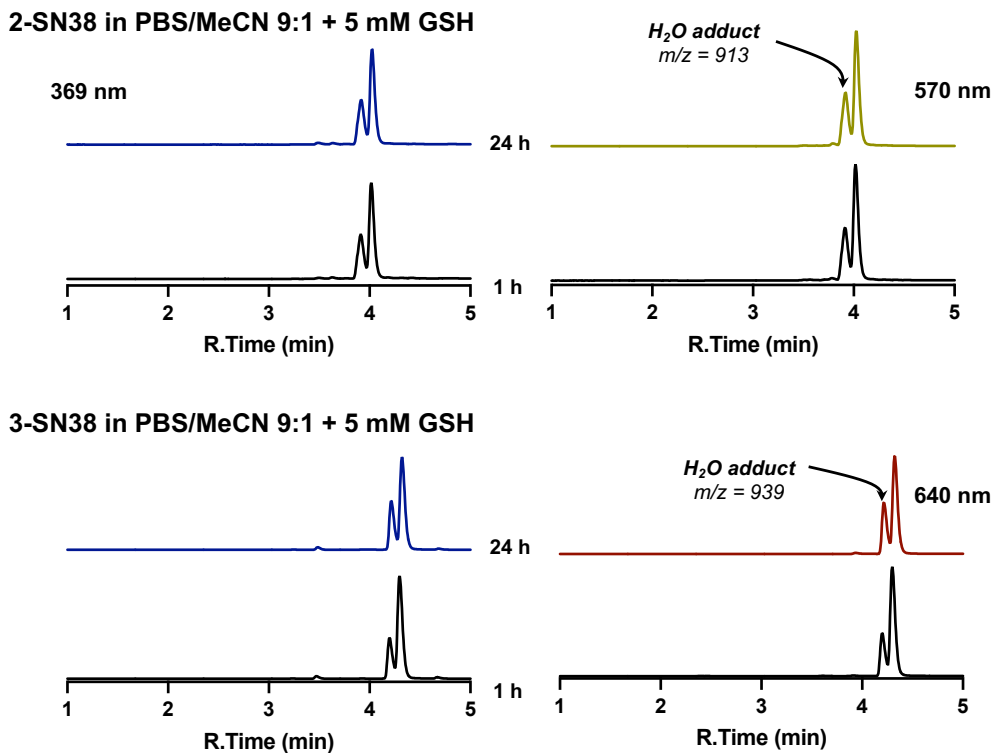 2-SN38 in PBS/MeCN 9:1 + 5 mM GSH
H₂O adduct
m/z = 913
369 nm
570 nm
24 h
1 h
1 2 3 4 5
R.Time (min)
1 2 3 4 5
R.Time (min)
3-SN38 in PBS/MeCN 9:1 + 5 mM GSH
H₂O adduct
m/z = 939
640 nm
24 h
1 h
1 2 3 4 5
R.Time (min)
1 2 3 4 5
R.Time (min)